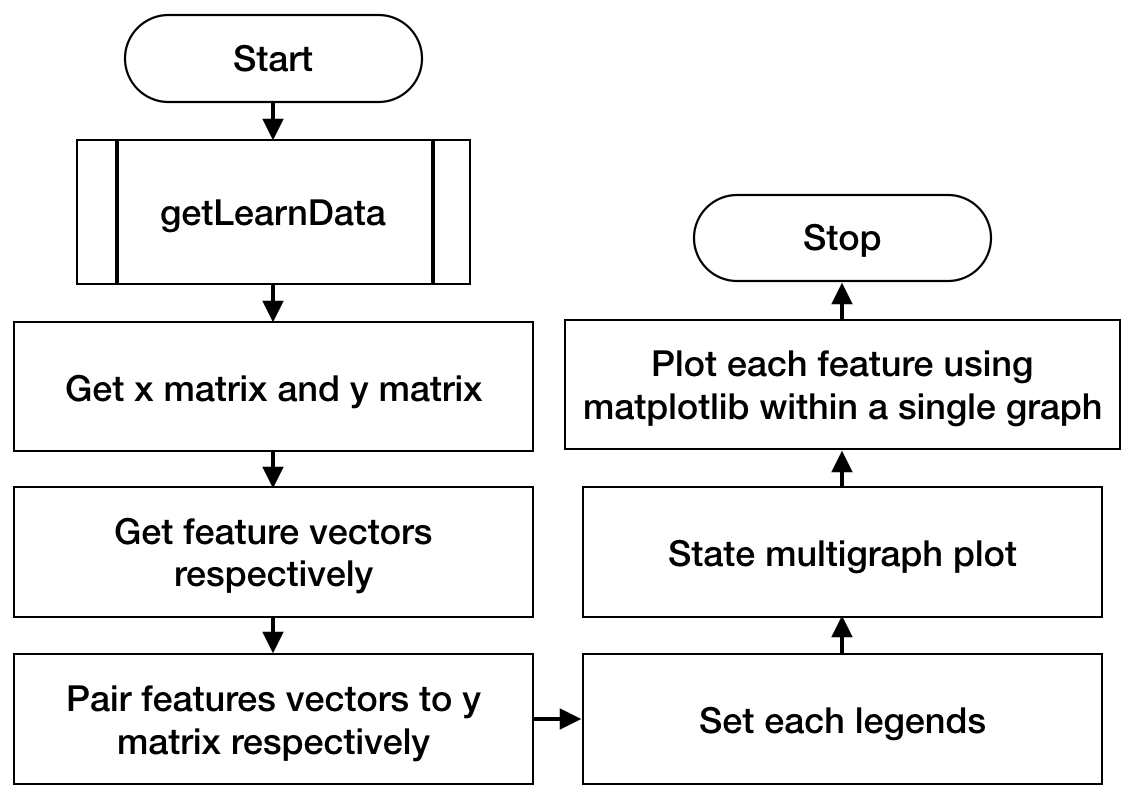 Start
getLearnData
Get x matrix and y matrix
Get feature vectors
respectively
Pair features vectors to y
matrix respectively
Set each legends
State multigraph plot
Plot each feature using
matplotlib within a single graph
Stop